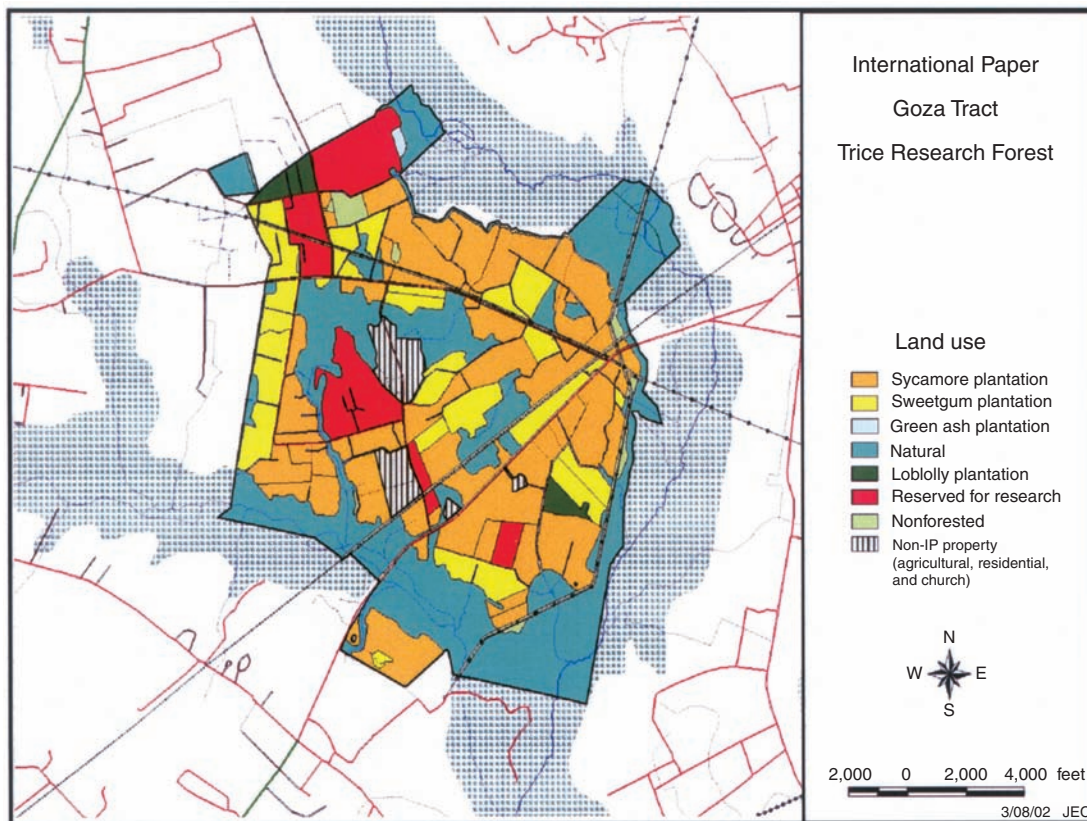 International Paper
Goza Tract
Trice Research Forest
Land use
Sycamore plantation
Sweetgum plantation
Green ash plantation
Natural
Loblolly plantation
Reserved for research
Nonforested
Non-IP property
(agricultural, residential,
and church)
N
W E
S
2,000 0 2,000 4,000 feet
3/08/02 JEC